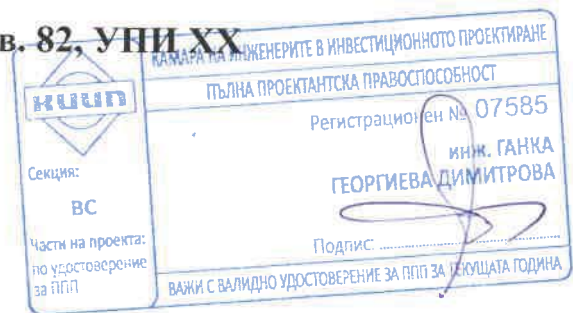 в. 82, УПИ XX
КАМАРА НА ИНЖЕНЕРИТЕ В ИНВЕСТИЦИОННОТО ПРОЕКТИРАНЕ
ПЪЛНА ПРОЕКТАНТСКА ПРАВОСПОСОБНОСТ
КИИП
Регистрационен № 07585
инж. ГАНКА
ГЕОРГИЕВА ДИМИТРОВА
Секция:
ВС
Части на проекта:
по удостоверение
за ППП
Подпис:
ВАЖИ С ВАЛИДНО УДОСТОВЕРЕНИЕ ЗА ППП ЗА ТЕКУЩАТА ГОДИНА